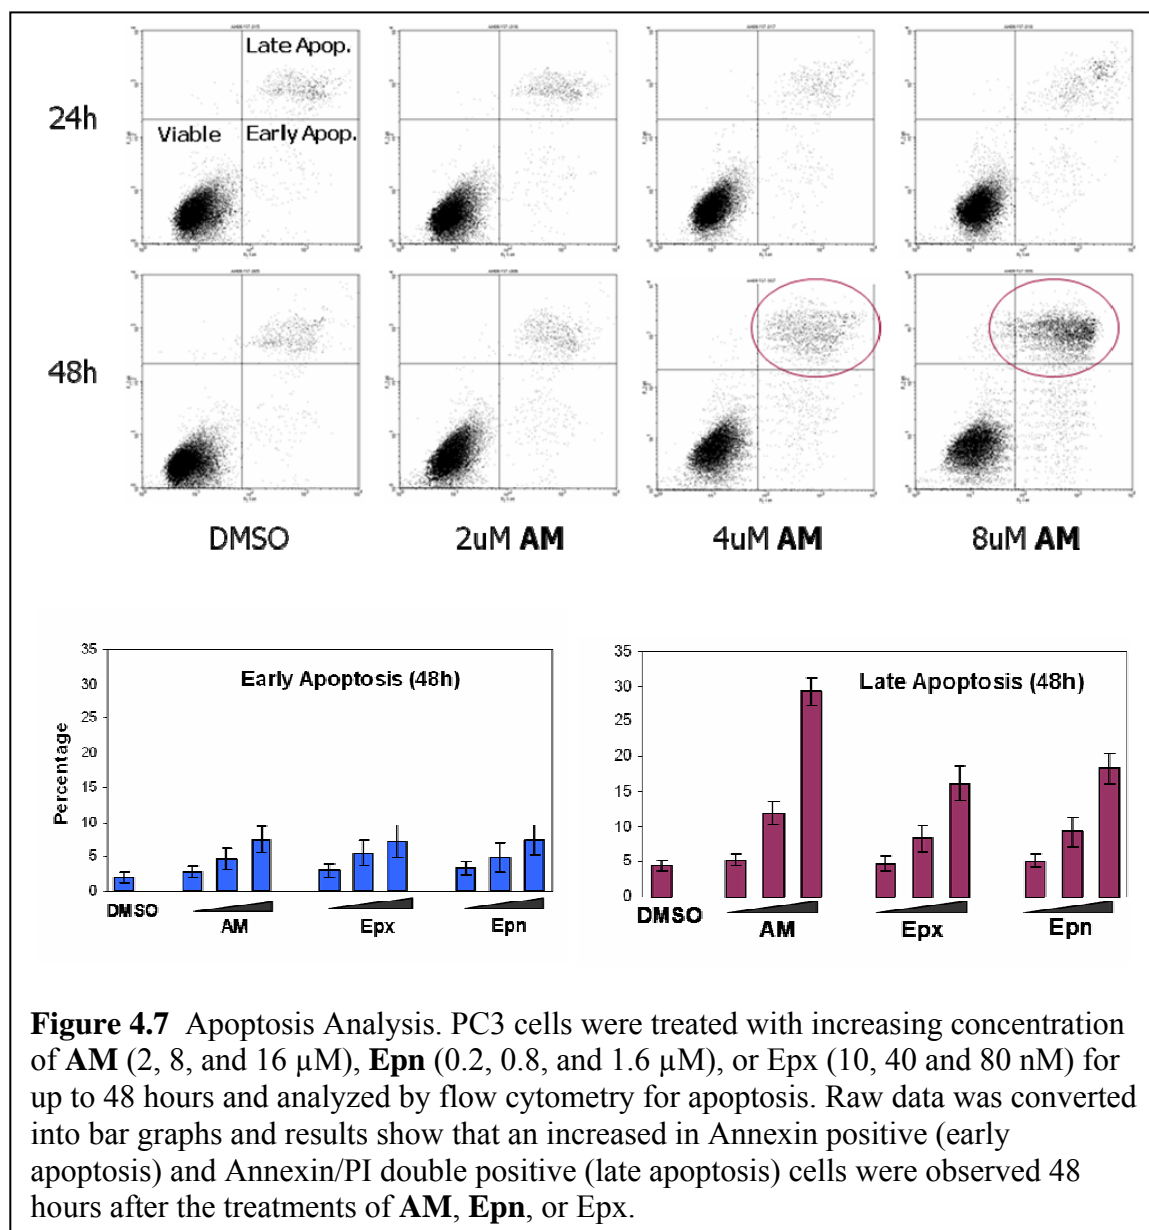 Late Apop.
24h
Viable
Early Apop.
48h
DMSO
2uM AM
4uM AM
8uM AM
Early Apoptosis (48h)
Percentage
35
30
25
20
15
10
5
0
DMSO
AM
Epx
Epn
Late Apoptosis (48h)
35
30
25
20
15
10
5
0
DMSO
AM
Epx
Epn
Figure 4.7 Apoptosis Analysis. PC3 cells were treated with increasing concentration
of AM (2, 8, and 16 µM), Epn (0.2, 0.8, and 1.6 µM), or Epx (10, 40 and 80 nM) for
up to 48 hours and analyzed by flow cytometry for apoptosis. Raw data was converted
into bar graphs and results show that an increased in Annexin positive (early
apoptosis) and Annexin/PI double positive (late apoptosis) cells were observed 48
hours after the treatments of AM, Epn, or Epx.